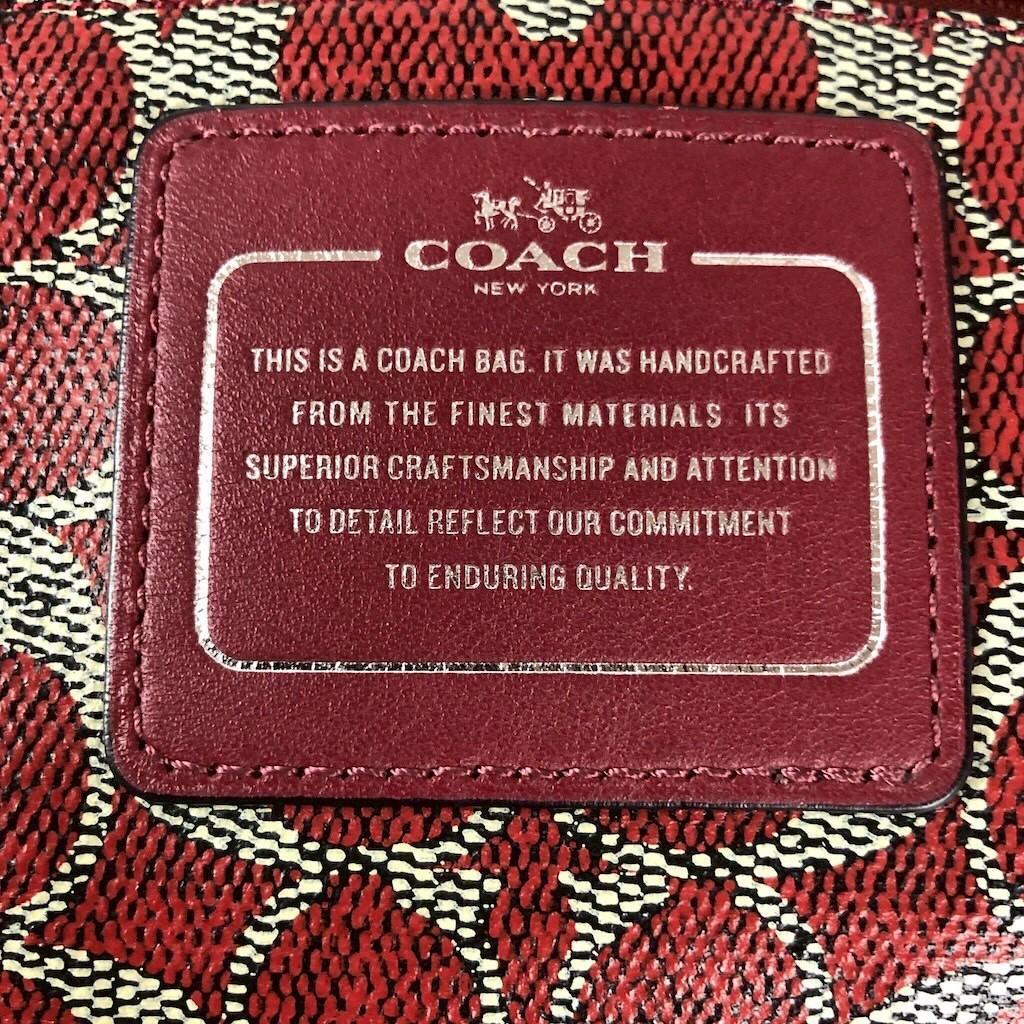 COACH
NEW YORK
THIS IS A COACH BAG. IT WAS HANDCRAFTED
FROM THE FINEST MATERIALS. ITS
SUPERIOR CRAFTSMANSHIP AND ATTENTION
TO DETAIL REFLECT OUR COMMITMENT
TO ENDURING QUALITY.